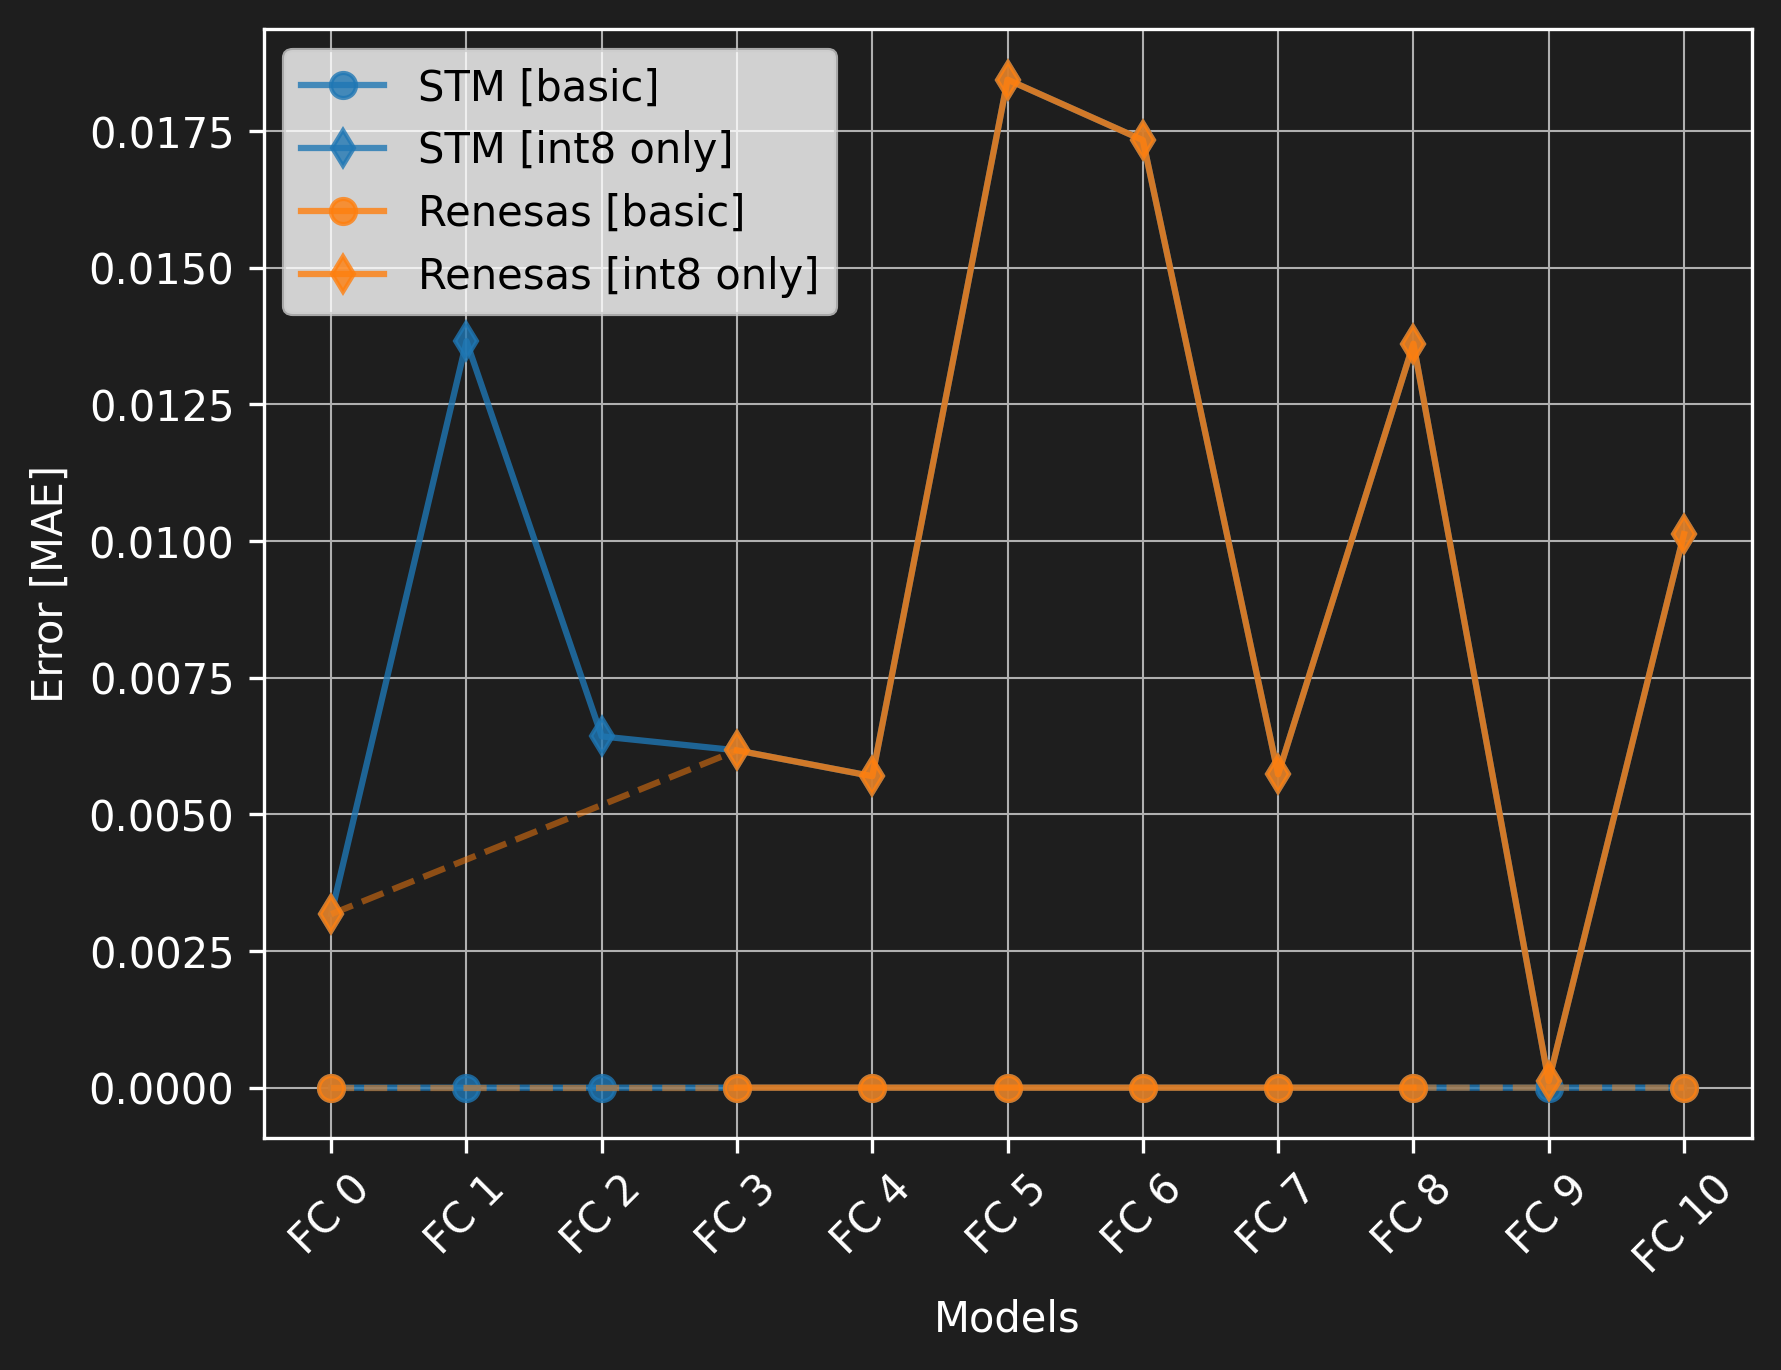 STM [basic]
STM [int8 only]
Renesas [basic]
Renesas [int8 only]
0.0175
0.0150
0.0125
0.0100
0.0075
0.0050
0.0025
0.0000
Error [MAE]
FC 0
FC 1
FC 2
FC 3
FC 4
FC 5
FC 6
FC 7
FC 8
FC 9
FC 10
Models